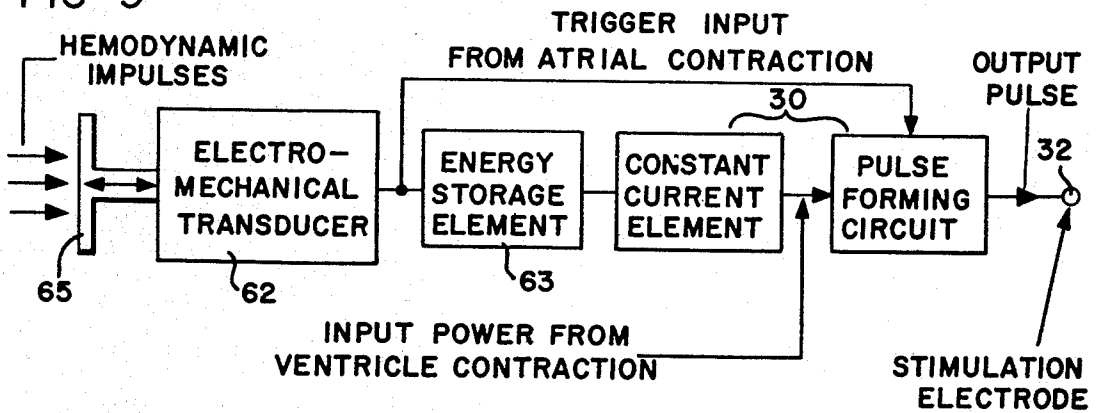 TRIGGER INPUT
FROM ATRIAL CONTRACTION
HEMODYNAMIC
IMPULSES
OUTPUT
PULSE
30
32
ELECTRO-
MECHANICAL
TRANSDUCER
ENERGY
STORAGE
ELEMENT
CONSTANT
CURRENT
ELEMENT
PULSE
FORMING
CIRCUIT
65
62
63
INPUT POWER FROM
VENTRICLE CONTRACTION
STIMULATION
ELECTRODE